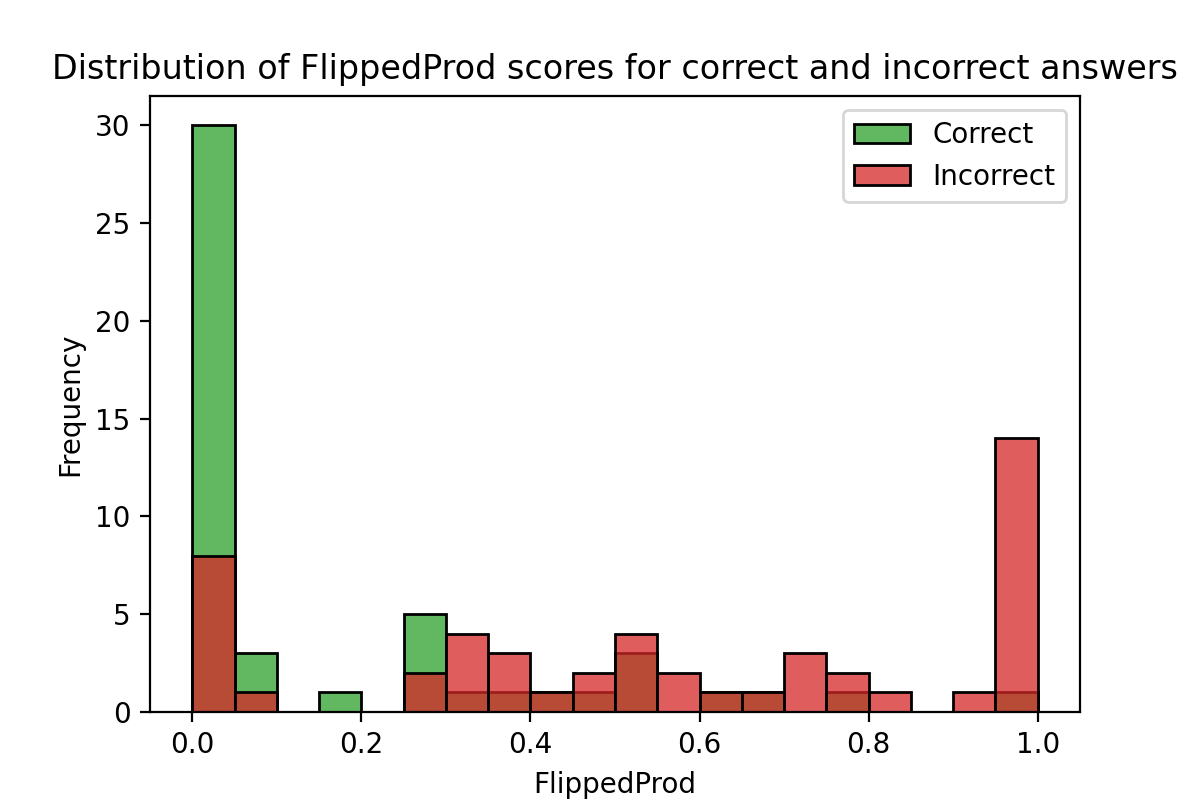 Distribution of FlippedProd scores for correct and incorrect answers
Correct
Incorrect
30
25
20
15
10
5
0
Frequency
0.0 0.2 0.4 0.6 0.8 1.0
FlippedProd